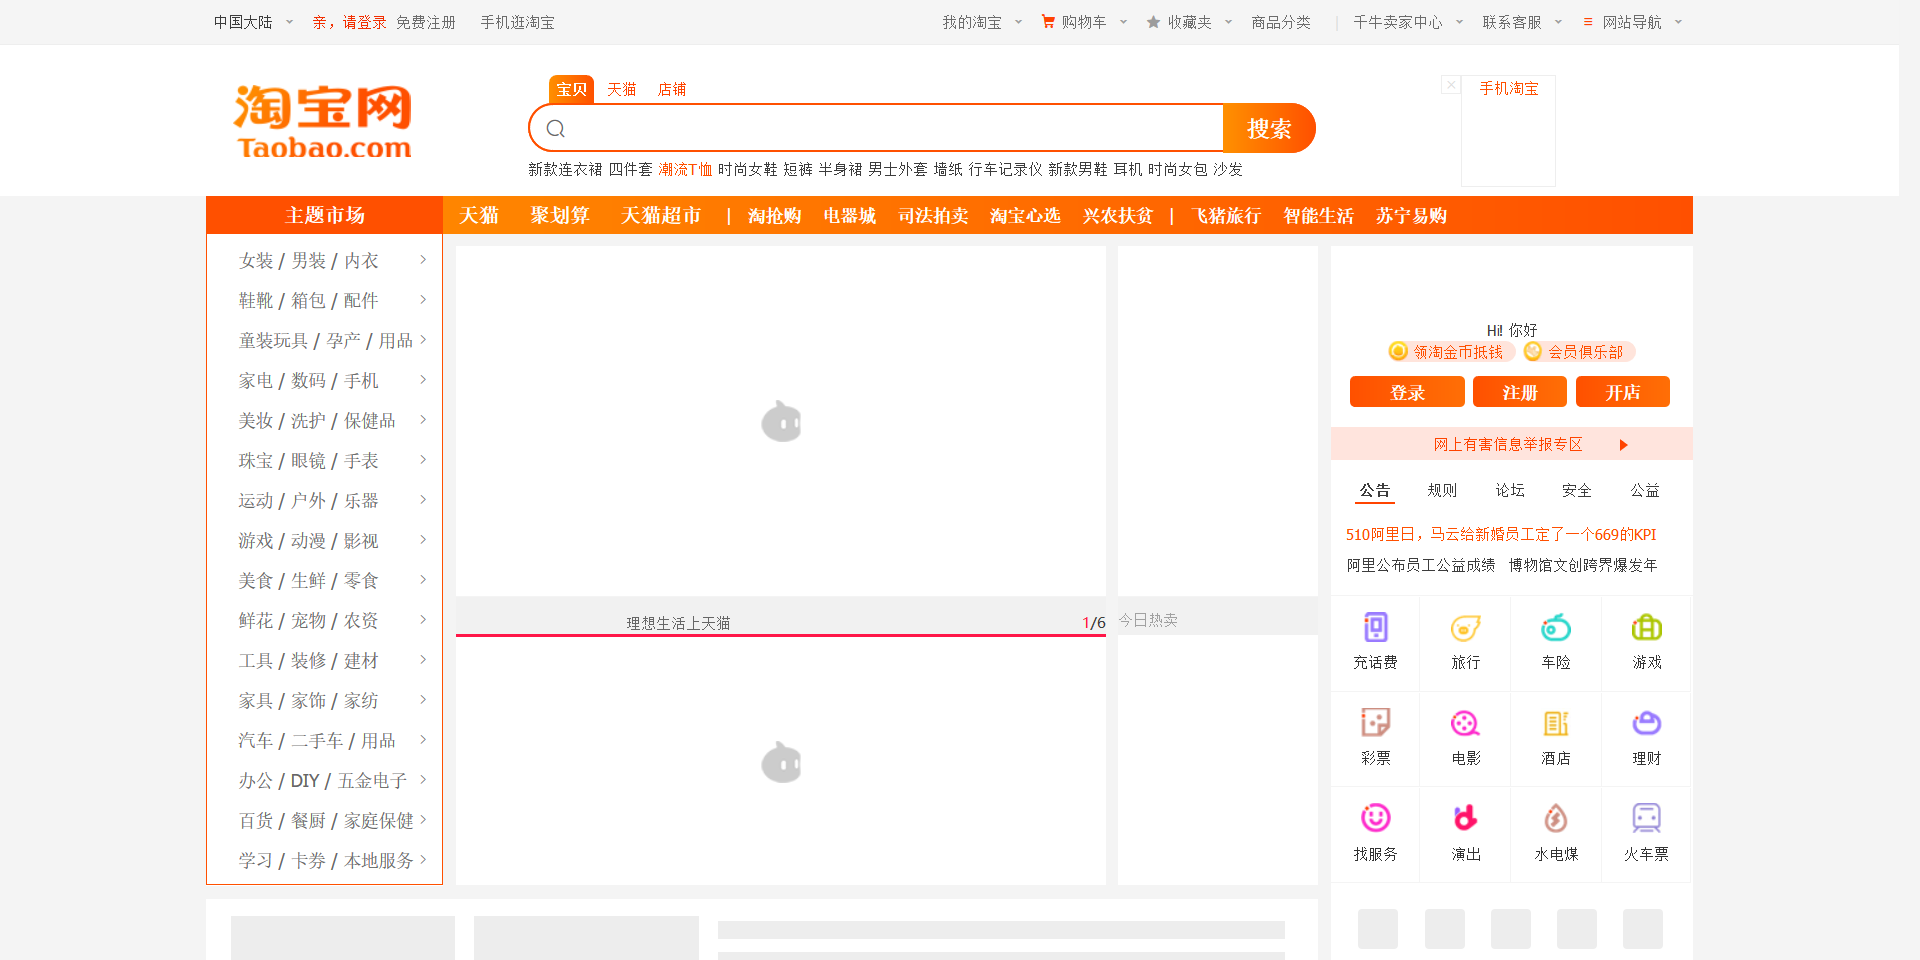 中国大陆 亲，请登录 免费注册 手机逛淘宝 我的淘宝 购物车 收藏夹 商品分类 | 千牛卖家中心 联系客服 网站导航
淘宝网
Taobao.com
宝贝 天猫 店铺
搜索
新款连衣裙 四件套 潮流T恤 时尚女鞋 短裤 半身裙 男士外套 墙纸 行车记录仪 新款男鞋 耳机 时尚女包 沙发
手机淘宝
主题市场 天猫 聚划算 天猫超市 | 淘抢购 电器城 司法拍卖 淘宝心选 兴农扶贫 | 飞猪旅行 智能生活 苏宁易购
女装 / 男装 / 内衣
鞋靴 / 箱包 / 配件
童装玩具 / 孕产 / 用品
家电 / 数码 / 手机
美妆 / 洗护 / 保健品
珠宝 / 眼镜 / 手表
运动 / 户外 / 乐器
游戏 / 动漫 / 影视
美食 / 生鲜 / 零食
鲜花 / 宠物 / 农资
工具 / 装修 / 建材
家具 / 家饰 / 家纺
汽车 / 二手车 / 用品
办公 / DIY / 五金电子
百货 / 餐厨 / 家庭保健
学习 / 卡券 / 本地服务
理想生活上天猫 1/6
今日热卖
Hi! 你好
领淘金币抵钱 会员俱乐部
登录 注册 开店
网上有害信息举报专区
公告 规则 论坛 安全 公益
510阿里日，马云给新婚员工定了一个669的KPI
阿里公布员工公益成绩 博物馆文创跨界爆发年
充话费 旅行 车险 游戏
彩票 电影 酒店 理财
找服务 演出 水电煤 火车票